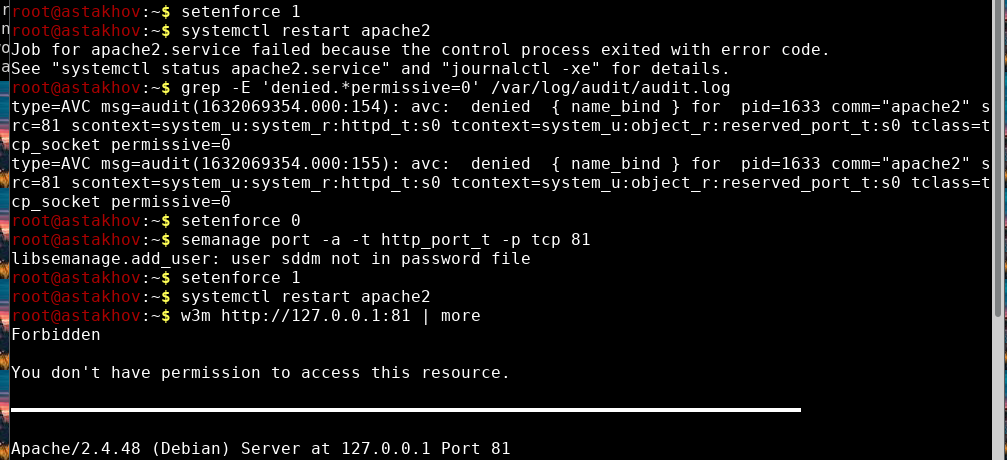 root@astakhov:~$ setenforce 1
root@astakhov:~$ systemctl restart apache2
Job for apache2.service failed because the control process exited with error code.
See "systemctl status apache2.service" and "journalctl -xe" for details.
root@astakhov:~$ grep -E 'denied.*permissive=0' /var/log/audit/audit.log
type=AVC msg=audit(1632069354.000:154): avc:  denied  { name_bind } for  pid=1633 comm="apache2" s
rc=81 scontext=system_u:system_r:httpd_t:s0 tcontext=system_u:object_r:reserved_port_t:s0 tclass=t
cp_socket permissive=0
type=AVC msg=audit(1632069354.000:155): avc:  denied  { name_bind } for  pid=1633 comm="apache2" s
rc=81 scontext=system_u:system_r:httpd_t:s0 tcontext=system_u:object_r:reserved_port_t:s0 tclass=t
cp_socket permissive=0
root@astakhov:~$ setenforce 0
root@astakhov:~$ semanage port -a -t http_port_t -p tcp 81
libsemanage.add_user: user sddm not in password file
root@astakhov:~$ setenforce 1
root@astakhov:~$ systemctl restart apache2
root@astakhov:~$ w3m http://127.0.0.1:81 | more
Forbidden
You don't have permission to access this resource.
Apache/2.4.48 (Debian) Server at 127.0.0.1 Port 81